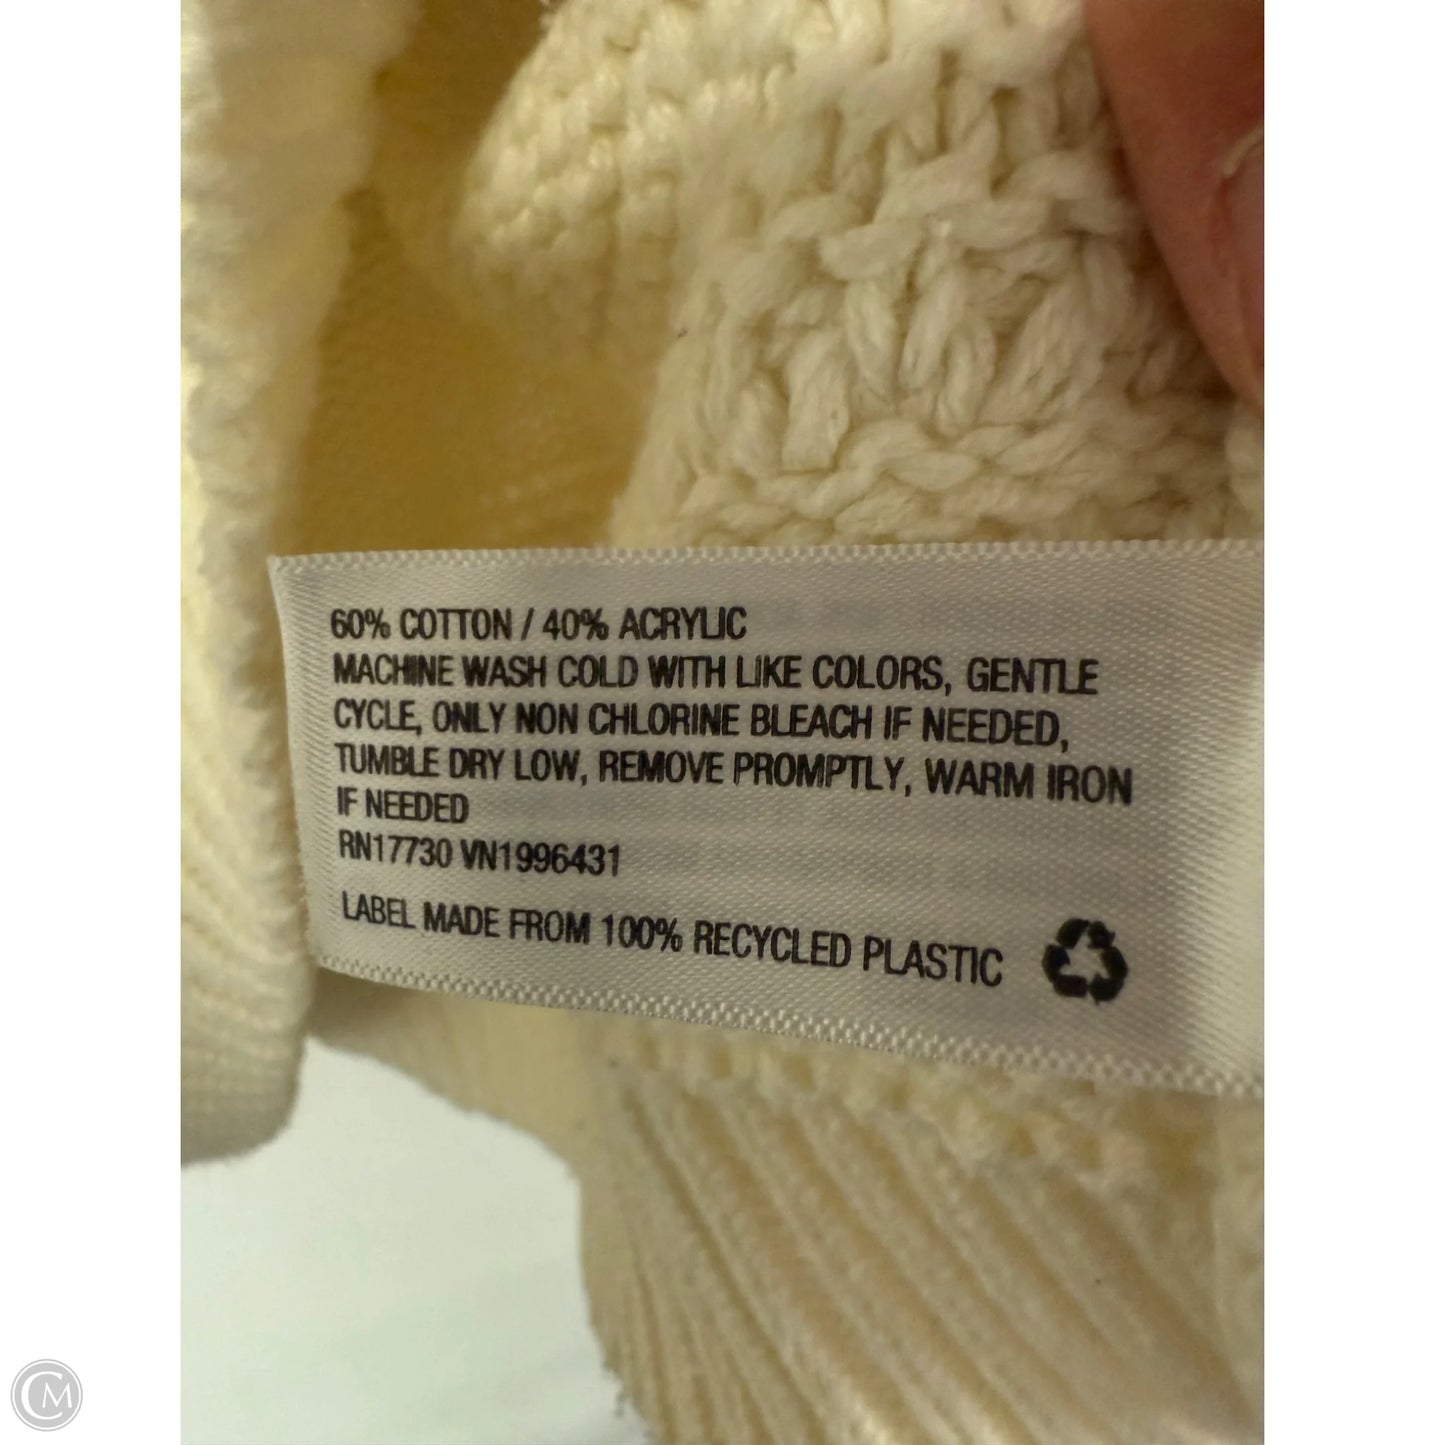 60% COTTON / 40% ACRYLIC
MACHINE WASH COLD WITH LIKE COLORS, GENTLE
CYCLE, ONLY NON CHLORINE BLEACH IF NEEDED,
TUMBLE DRY LOW, REMOVE PROMPTLY, WARM IRON
IF NEEDED
RN17730 VN1996431
LABEL MADE FROM 100% RECYCLED PLASTIC
CM